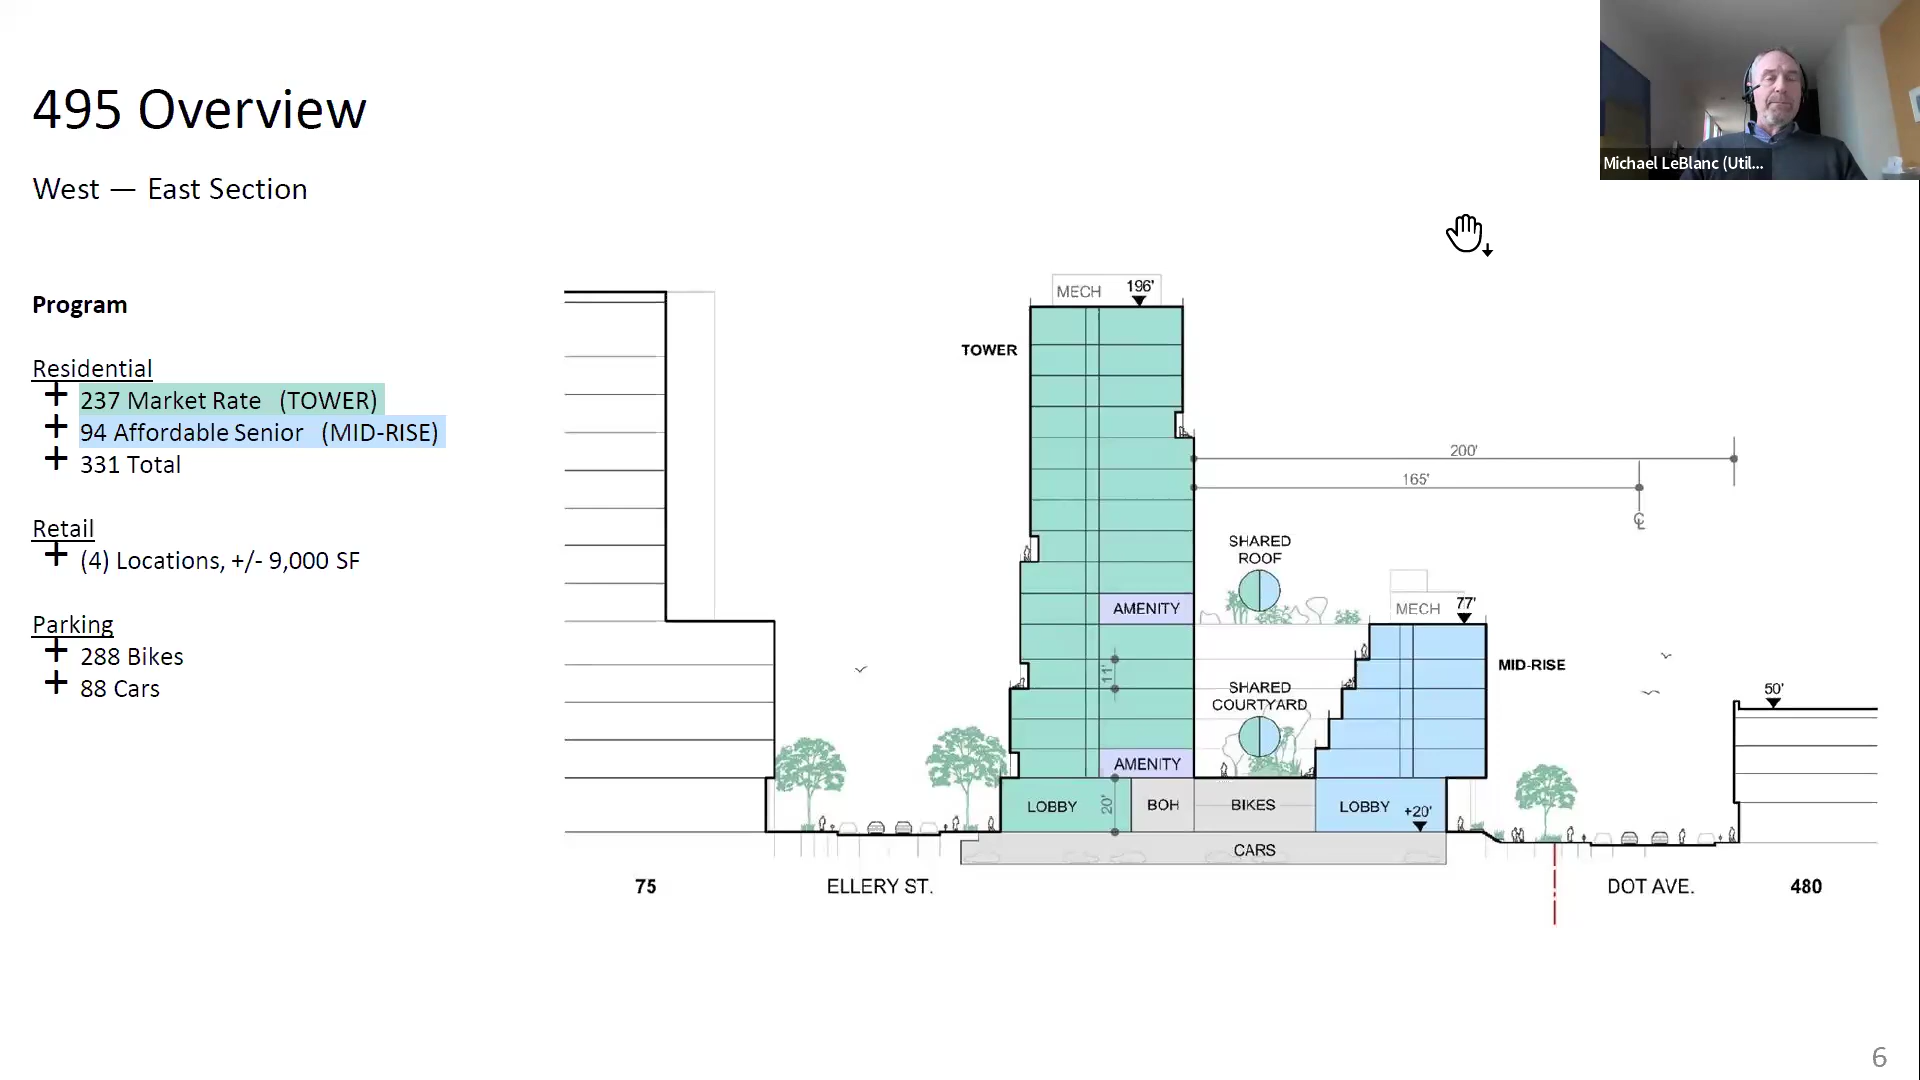 495 Overview
West — East Section
Program
Residential
237 Market Rate (TOWER)
94 Affordable Senior (MID-RISE)
331 Total
Retail
(4) Locations, +/- 9,000 SF
Parking
288 Bikes
88 Cars
Michael LeBlanc (Util...
MECH
196'
TOWER
200'
165'
SHARED
ROOF
AMENITY
MECH
77'
11'
MID-RISE
SHARED
COURTYARD
50'
AMENITY
LOBBY
20'
BOH
BIKES
LOBBY
+20'
CARS
75
ELLERY ST.
DOT AVE.
480
6